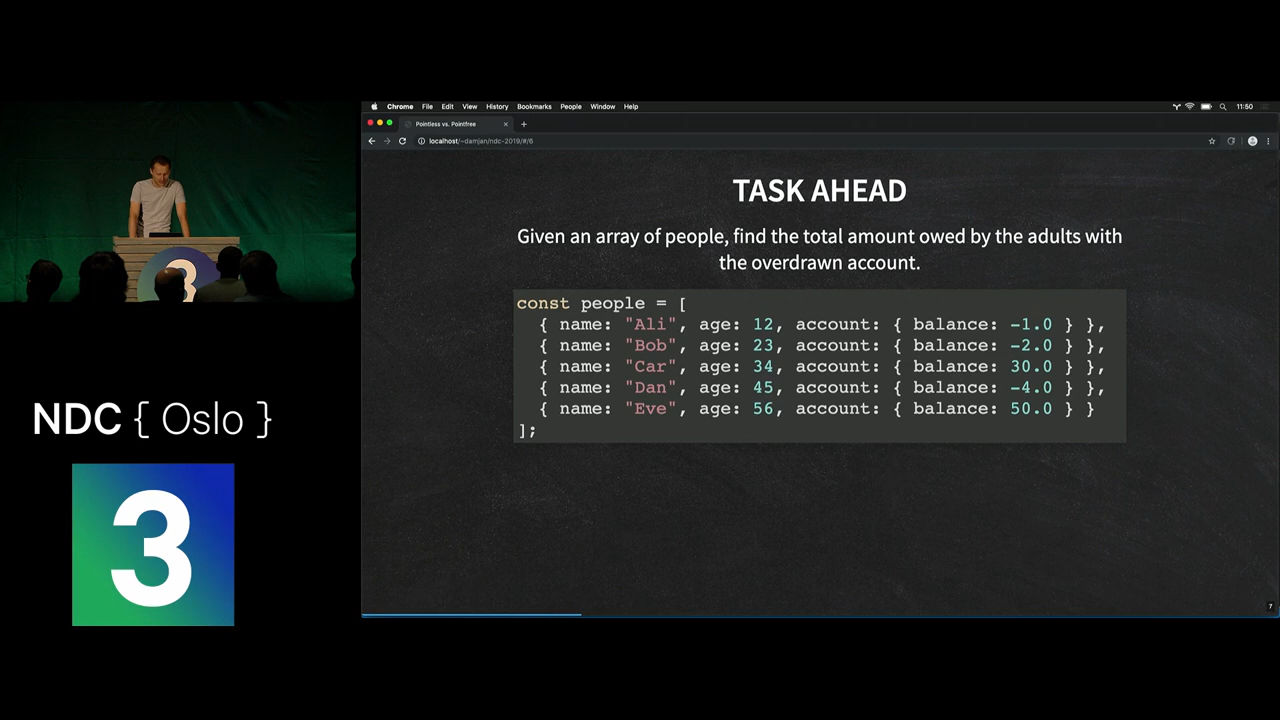 Chrome File Edit View History Bookmarks People Window Help 11:50
Pointless vs. Pointfree
localhost/~damjan/ndc-2019/#/6
TASK AHEAD
Given an array of people, find the total amount owed by the adults with
the overdrawn account.
const people = [
{ name: "Ali", age: 12, account: { balance: -1.0 } },
{ name: "Bob", age: 23, account: { balance: -2.0 } },
{ name: "Car", age: 34, account: { balance: 30.0 } },
{ name: "Dan", age: 45, account: { balance: -4.0 } },
{ name: "Eve", age: 56, account: { balance: 50.0 } }
];
7
3
NDC { Oslo }
3